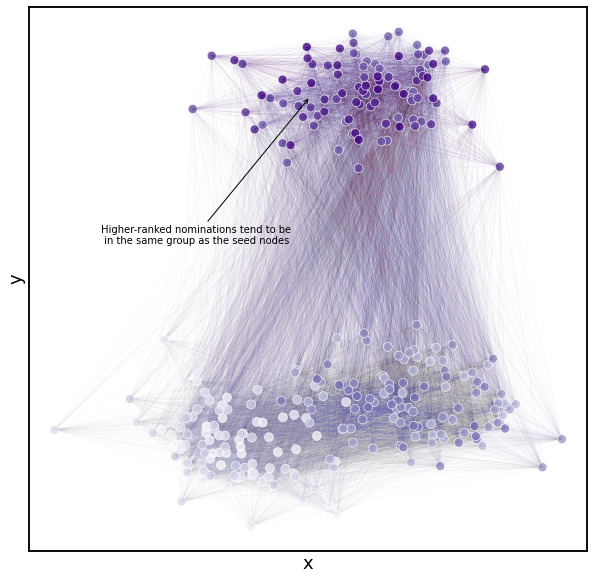 Higher-ranked nominations tend to be
in the same group as the seed nodes
y
x